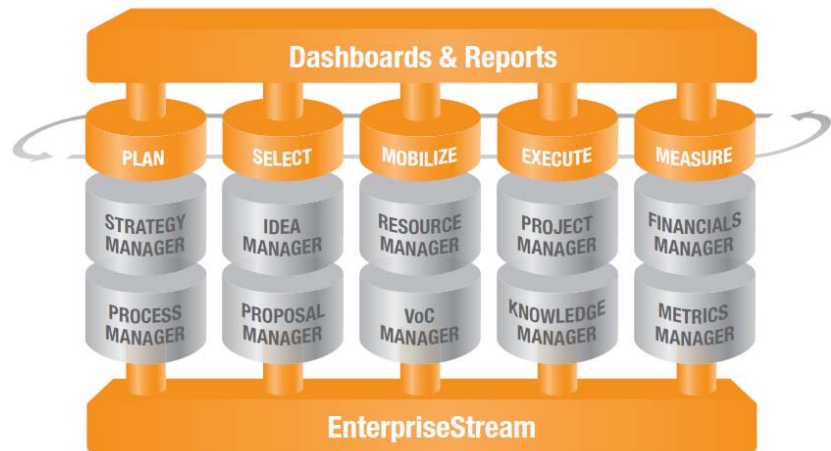 Dashboards & Reports
PLAN
SELECT
MOBILIZE
EXECUTE
MEASURE
STRATEGY
MANAGER
IDEA
MANAGER
RESOURCE
MANAGER
PROJECT
MANAGER
FINANCIALS
MANAGER
PROCESS
MANAGER
PROPOSAL
MANAGER
VoC
MANAGER
KNOWLEDGE
MANAGER
METRICS
MANAGER
EnterpriseStream